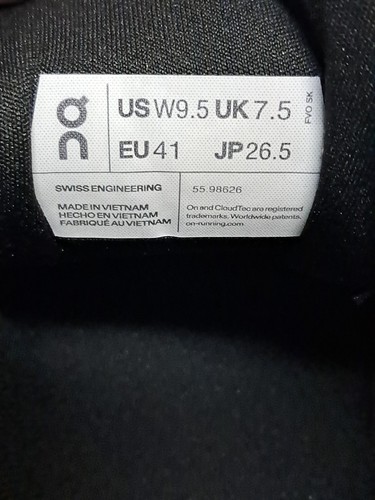 on
US W9.5 UK 7.5
EU 41 JP 26.5
FVO SK
SWISS ENGINEERING
55.98626
MADE IN VIETNAM
HECHO EN VIETNAM
FABRIQUÉ AU VIETNAM
On and CloudTec are registered
trademarks. Worldwide patents.
on-running.com